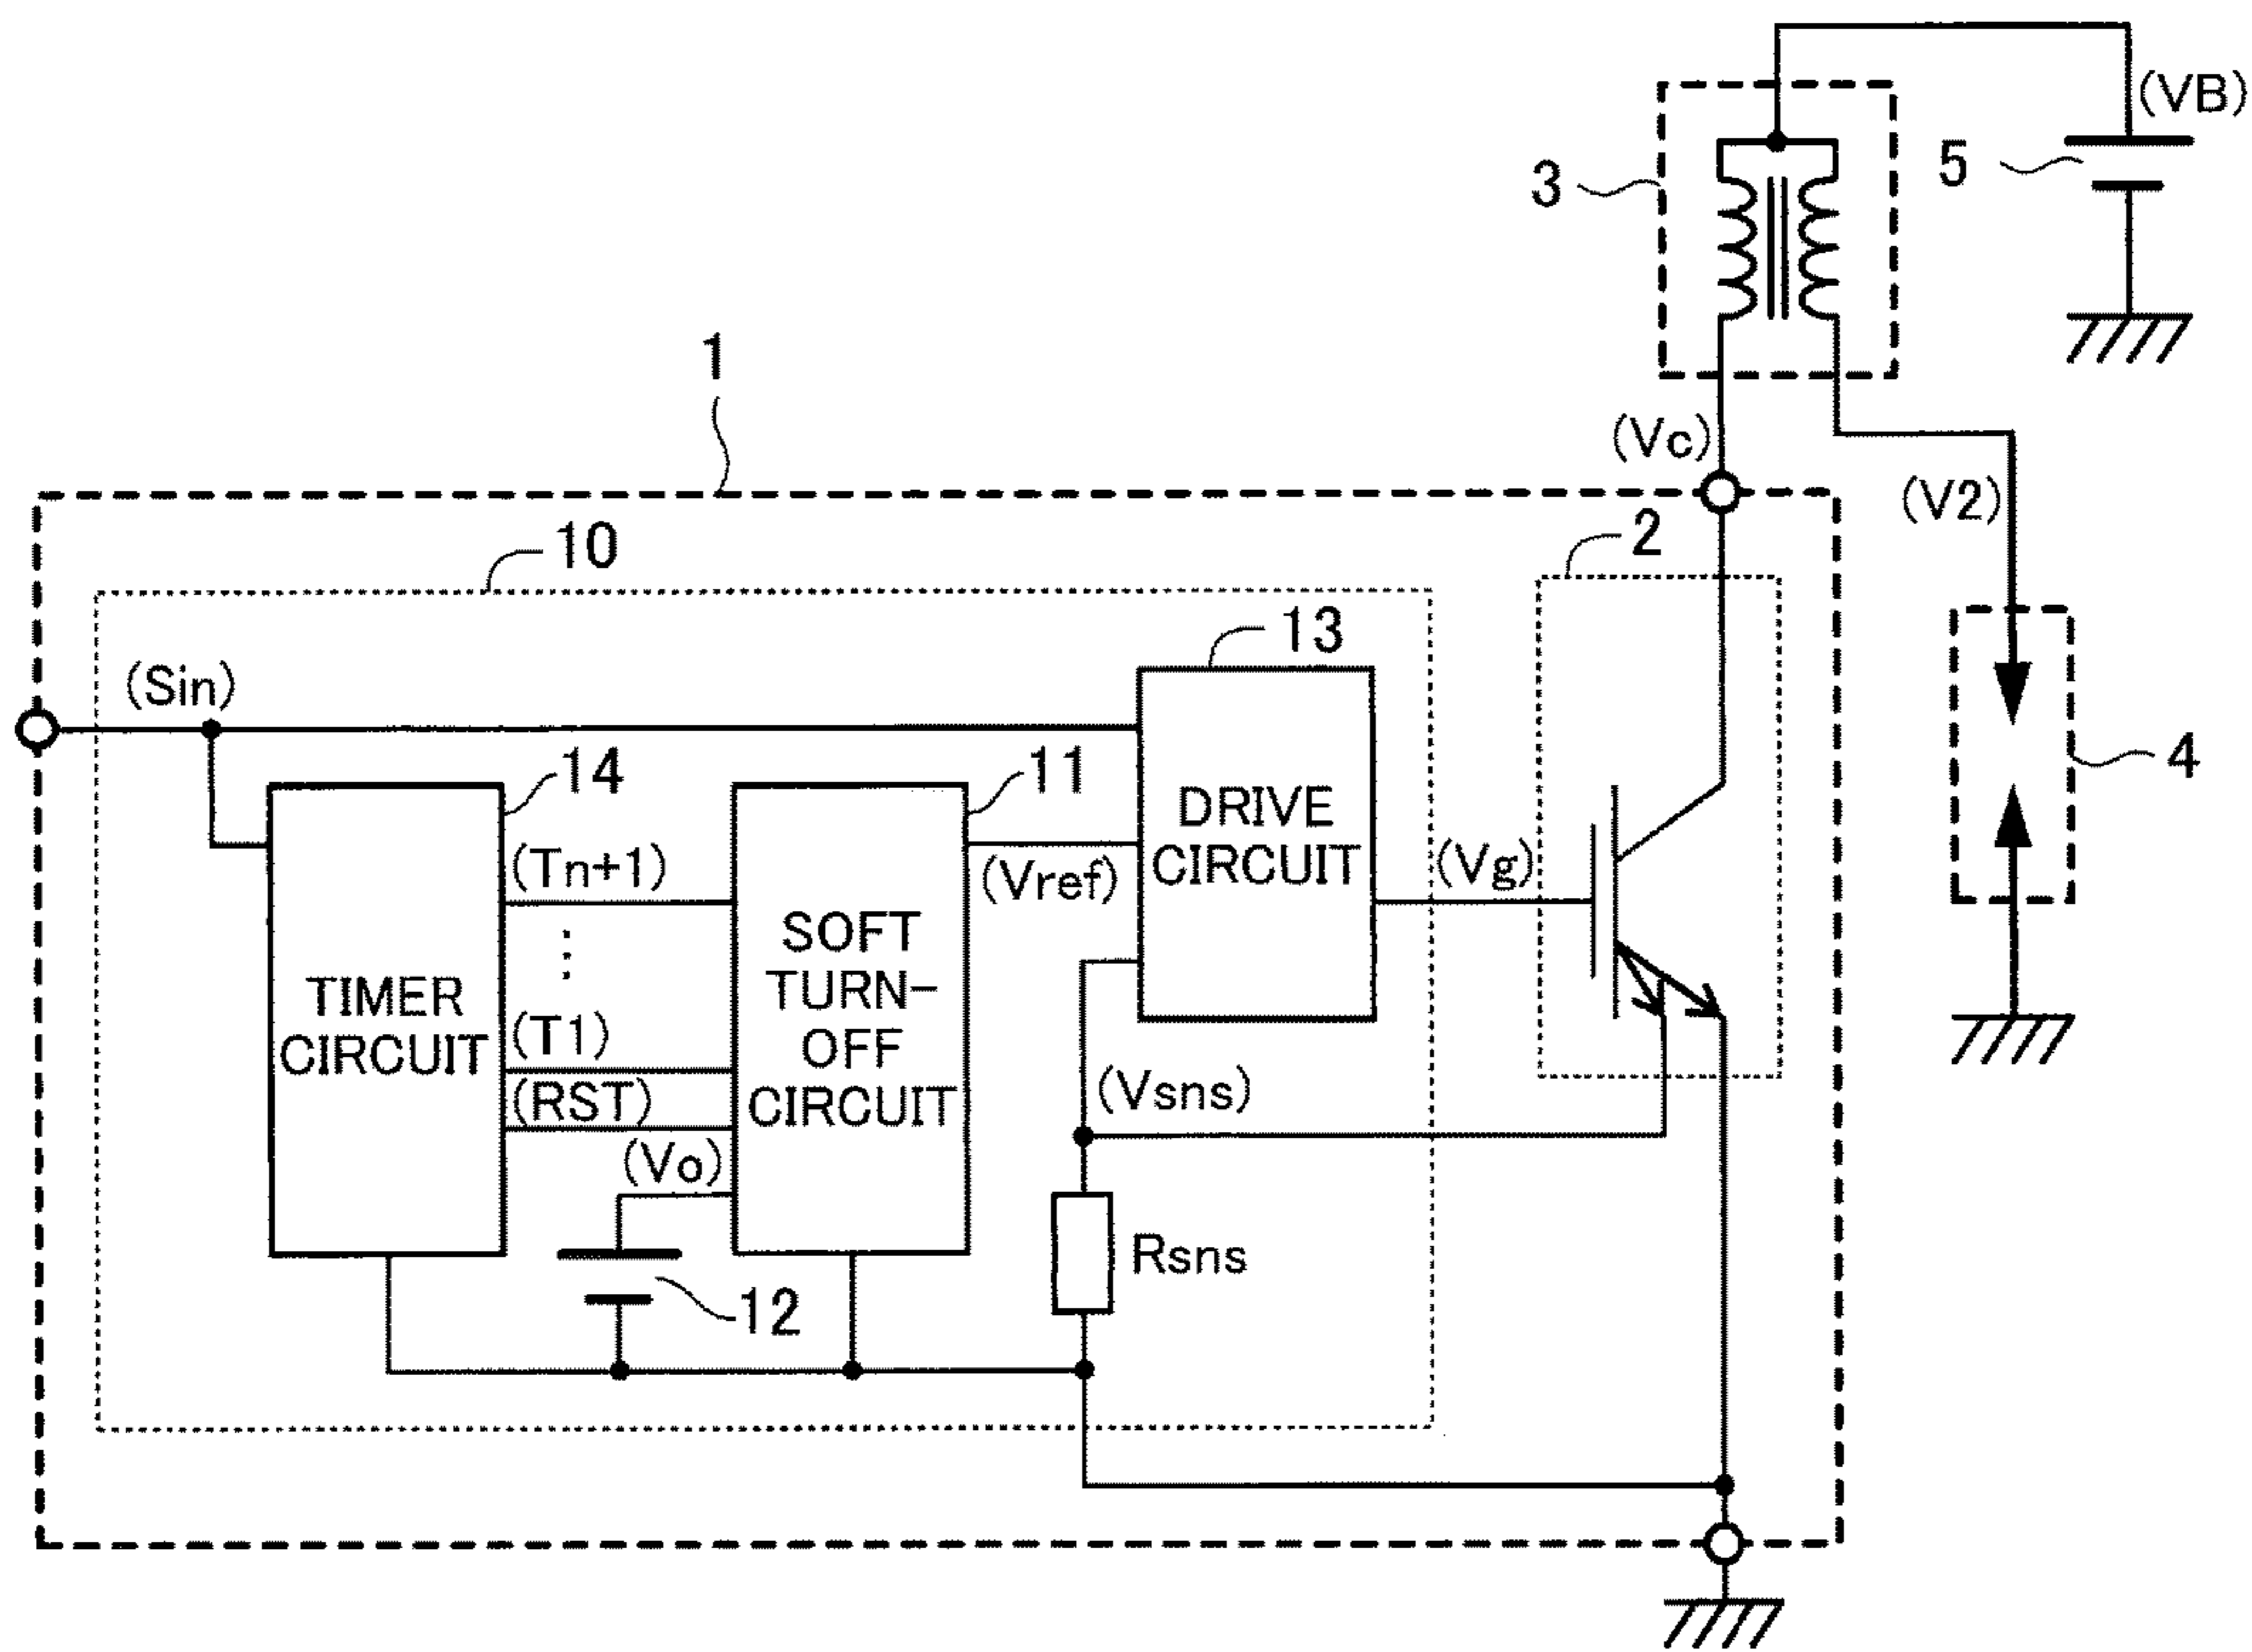 (VB)
3
5
1
(Vc)
(V2)
10
2
13
(Sin)
14
11
4
DRIVE
CIRCUIT
(Tn+1)
(Vref)
(Vg)
SOFT
TURN-
OFF
CIRCUIT
TIMER
CIRCUIT
(T1)
(RST)
(Vsns)
(Vo)
Rsns
12